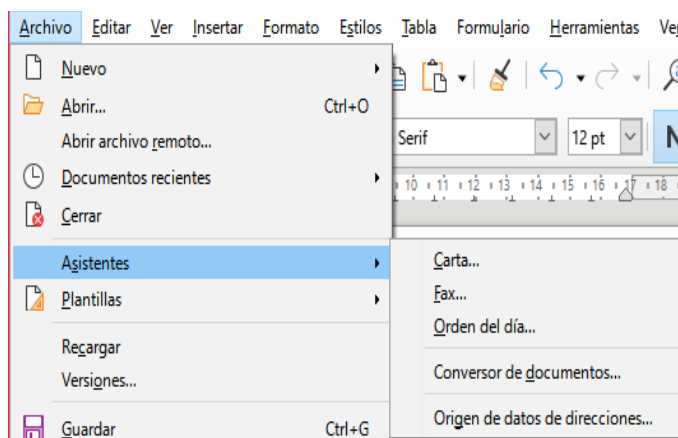 Archivo Editar Ver Insertar Formato Estilos Tabla Formulario Herramientas
Nuevo
Abrir... Ctrl+O
Abrir archivo remoto...
Documentos recientes
Cerrar
Asistentes
Plantillas
Recargar
Versiones...
Guardar Ctrl+G
Serif 12 pt N
10 11 12 13 14 15 16 17 18
Carta...
Fax...
Orden del día...
Conversor de documentos...
Origen de datos de direcciones...